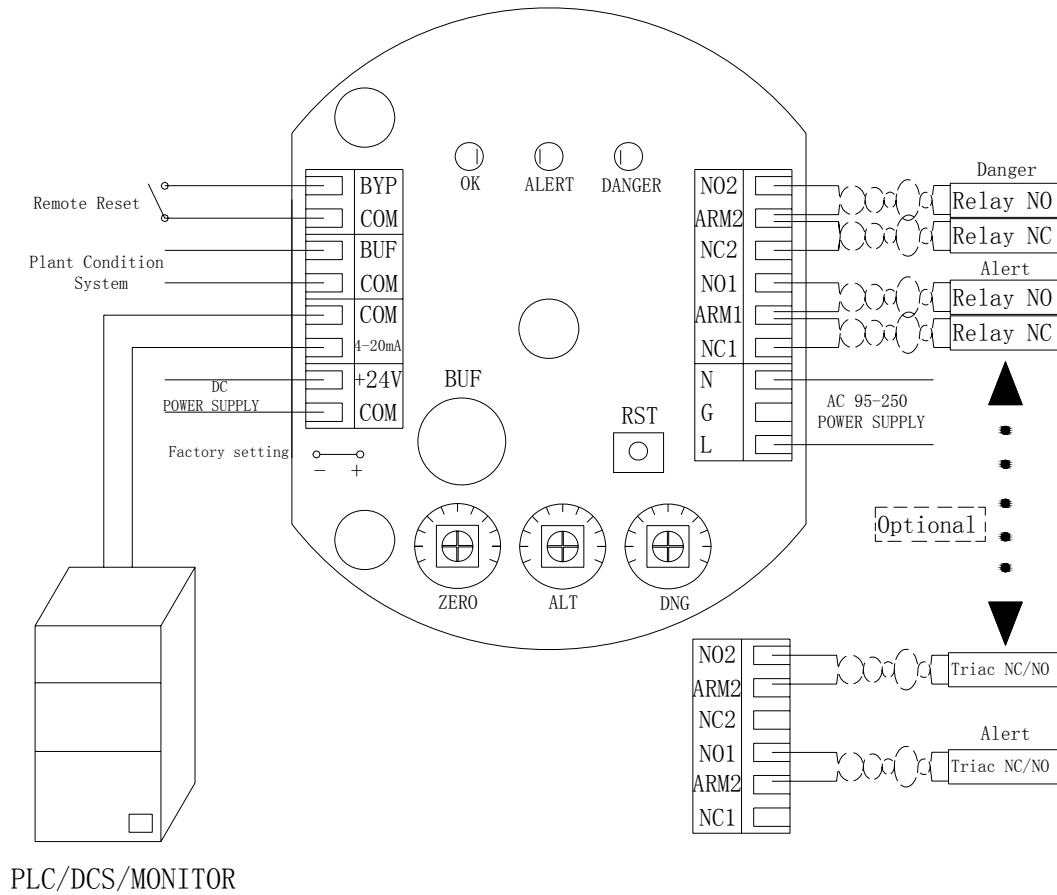 Remote Reset
Plant Condition
System
DC
POWER SUPPLY
Factory setting
- +
BYP
COM
BUF
COM
COM
4-20mA
+24V
COM
OK
ALERT
DANGER
BUF
RST
ZERO
ALT
DNG
NO2
ARM2
NC2
NO1
ARM1
NC1
N
G
L
Danger
Relay NO
Relay NC
Alert
Relay NO
Relay NC
AC 95-250
POWER SUPPLY
Optional
NO2
ARM2
NC2
NO1
ARM2
NC1
Triac NC/NO
Alert
Triac NC/NO
PLC/DCS/MONITOR